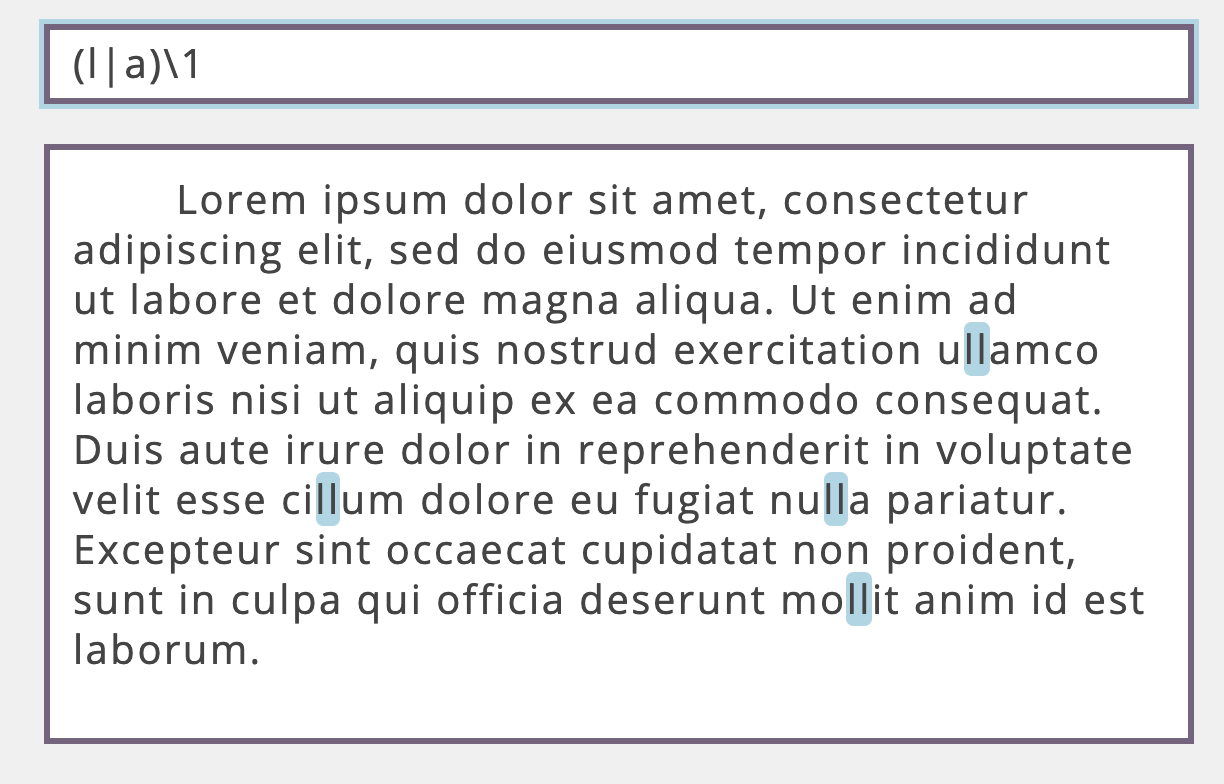 (l|a)\1
Lorem ipsum dolor sit amet, consectetur
adipiscing elit, sed do eiusmod tempor incididunt
ut labore et dolore magna aliqua. Ut enim ad
minim veniam, quis nostrud exercitation ullamco
laboris nisi ut aliquip ex ea commodo consequat.
Duis aute irure dolor in reprehenderit in voluptate
velit esse cillum dolore eu fugiat nulla pariatur.
Excepteur sint occaecat cupidatat non proident,
sunt in culpa qui officia deserunt mollit anim id est
laborum.